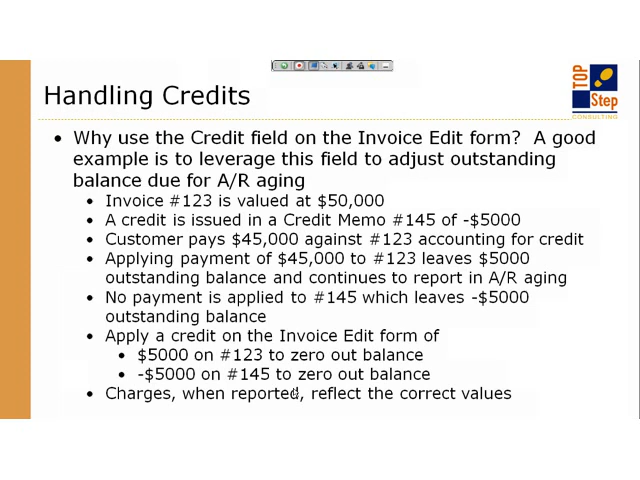 TOP
Step
CONSULTING
Handling Credits
• Why use the Credit field on the Invoice Edit form?  A good
example is to leverage this field to adjust outstanding
balance due for A/R aging
• Invoice #123 is valued at $50,000
• A credit is issued in a Credit Memo #145 of -$5000
• Customer pays $45,000 against #123 accounting for credit
• Applying payment of $45,000 to #123 leaves $5000
outstanding balance and continues to report in A/R aging
• No payment is applied to #145 which leaves -$5000
outstanding balance
• Apply a credit on the Invoice Edit form of
• $5000 on #123 to zero out balance
• -$5000 on #145 to zero out balance
• Charges, when reported, reflect the correct values